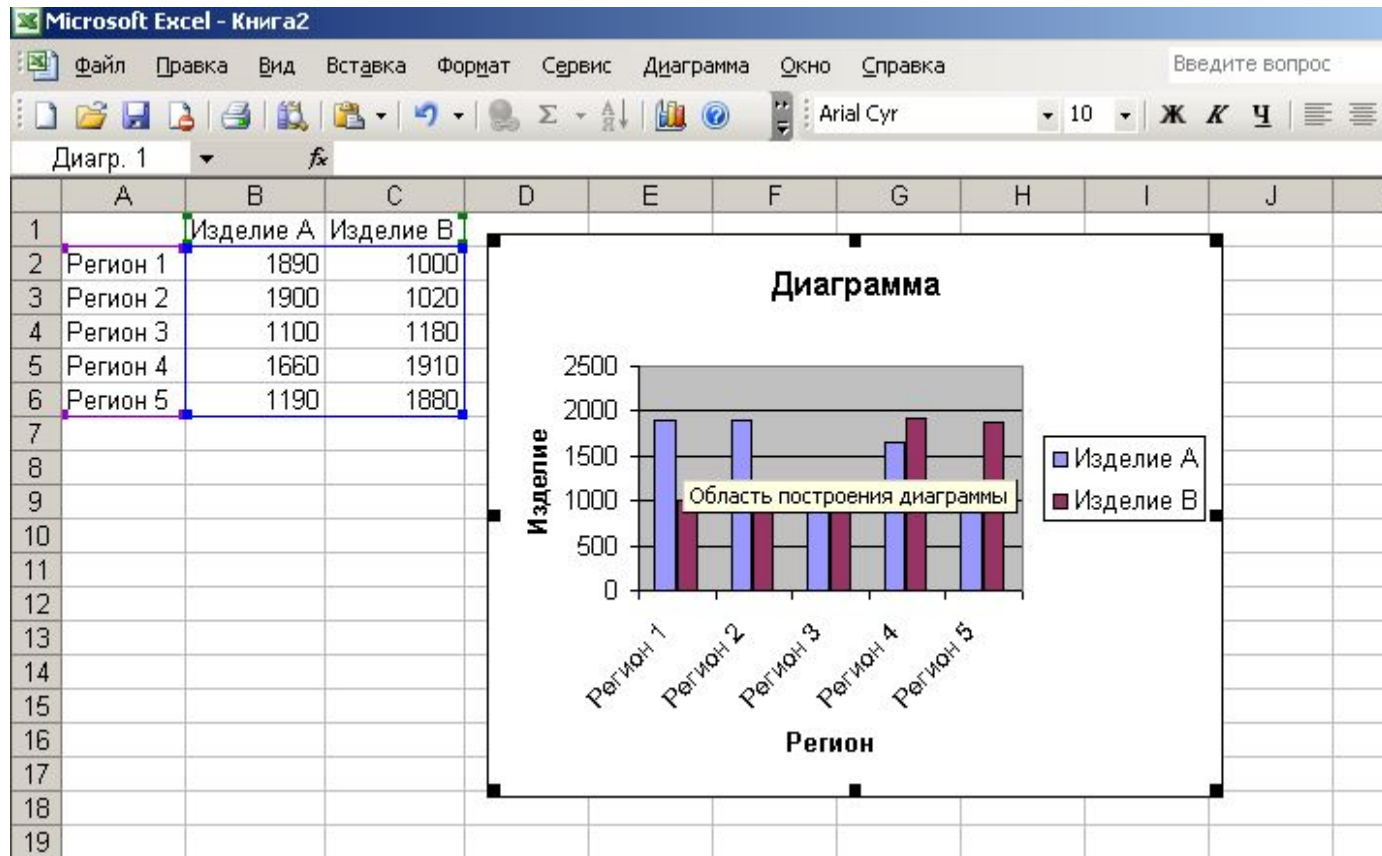 Microsoft Excel - Книга2
Файл Правка Вид Вставка Формат Сервис Диаграмма Окно Справка Введите вопрос
Arial Cyr 10 Ж К Ч
Диагр. 1 fx
A B C D E F G H I J
1 Изделие А Изделие В
2 Регион 1 1890 1000
3 Регион 2 1900 1020
4 Регион 3 1100 1180
5 Регион 4 1660 1910
6 Регион 5 1190 1880
7
8
9
10
11
12
13
14
15
16
17
18
19
Диаграмма
2500
2000
1500
1000
500
0
Изделие
Область построения диаграммы
Изделие А
Изделие В
Регион 1 Регион 2 Регион 3 Регион 4 Регион 5
Регион